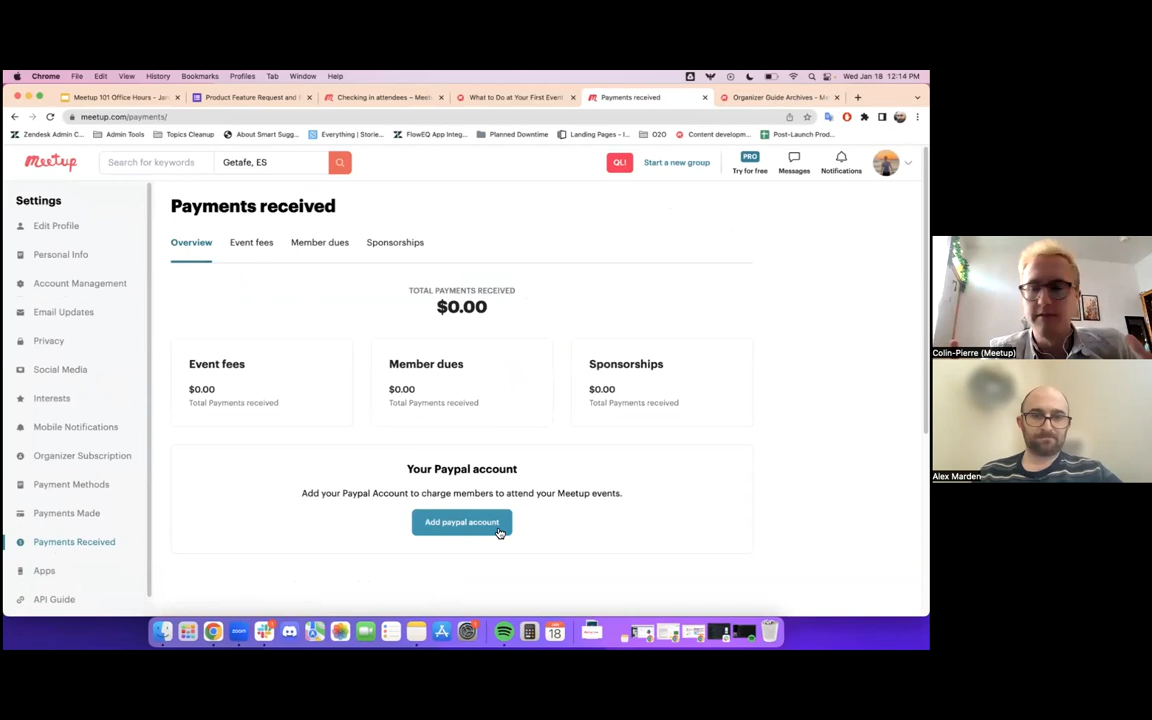 Chrome File Edit View History Bookmarks Profiles Tab Window Help Wed Jan 18 12:14 PM
Meetup 101 Office Hours - Jan Product Feature Request and Checking in attendees – Meet What to Do at Your First Even Payments received Organizer Guide Archives - Me
meetup.com/payments/
Zendesk Admin C... Admin Tools Topics Cleanup About Smart Sugg... Everything | Storie... FlowEQ App Integ... Planned Downtime Landing Pages - I... O2O Content developm... Post-Launch Prod...
meetup Search for keywords Getafe, ES QL! Start a new group PRO Try for free Messages Notifications
Settings
Edit Profile
Personal Info
Account Management
Email Updates
Privacy
Social Media
Interests
Mobile Notifications
Organizer Subscription
Payment Methods
Payments Made
Payments Received
Apps
API Guide
Payments received
Overview Event fees Member dues Sponsorships
TOTAL PAYMENTS RECEIVED
$0.00
Event fees
$0.00
Total Payments received
Member dues
$0.00
Total Payments received
Sponsorships
$0.00
Total Payments received
Your Paypal account
Add your Paypal Account to charge members to attend your Meetup events.
Add paypal account
JAN
18
Colin-Pierre (Meetup)
Alex Marden